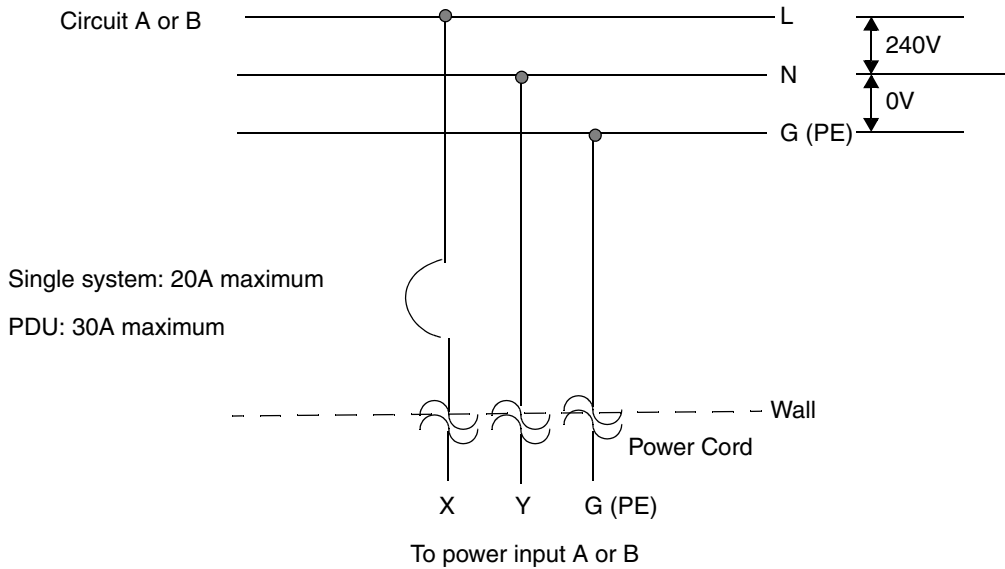 Circuit A or B
L
240V
N
0V
G (PE)
Single system: 20A maximum
PDU: 30A maximum
Wall
Power Cord
X Y G (PE)
To power input A or B